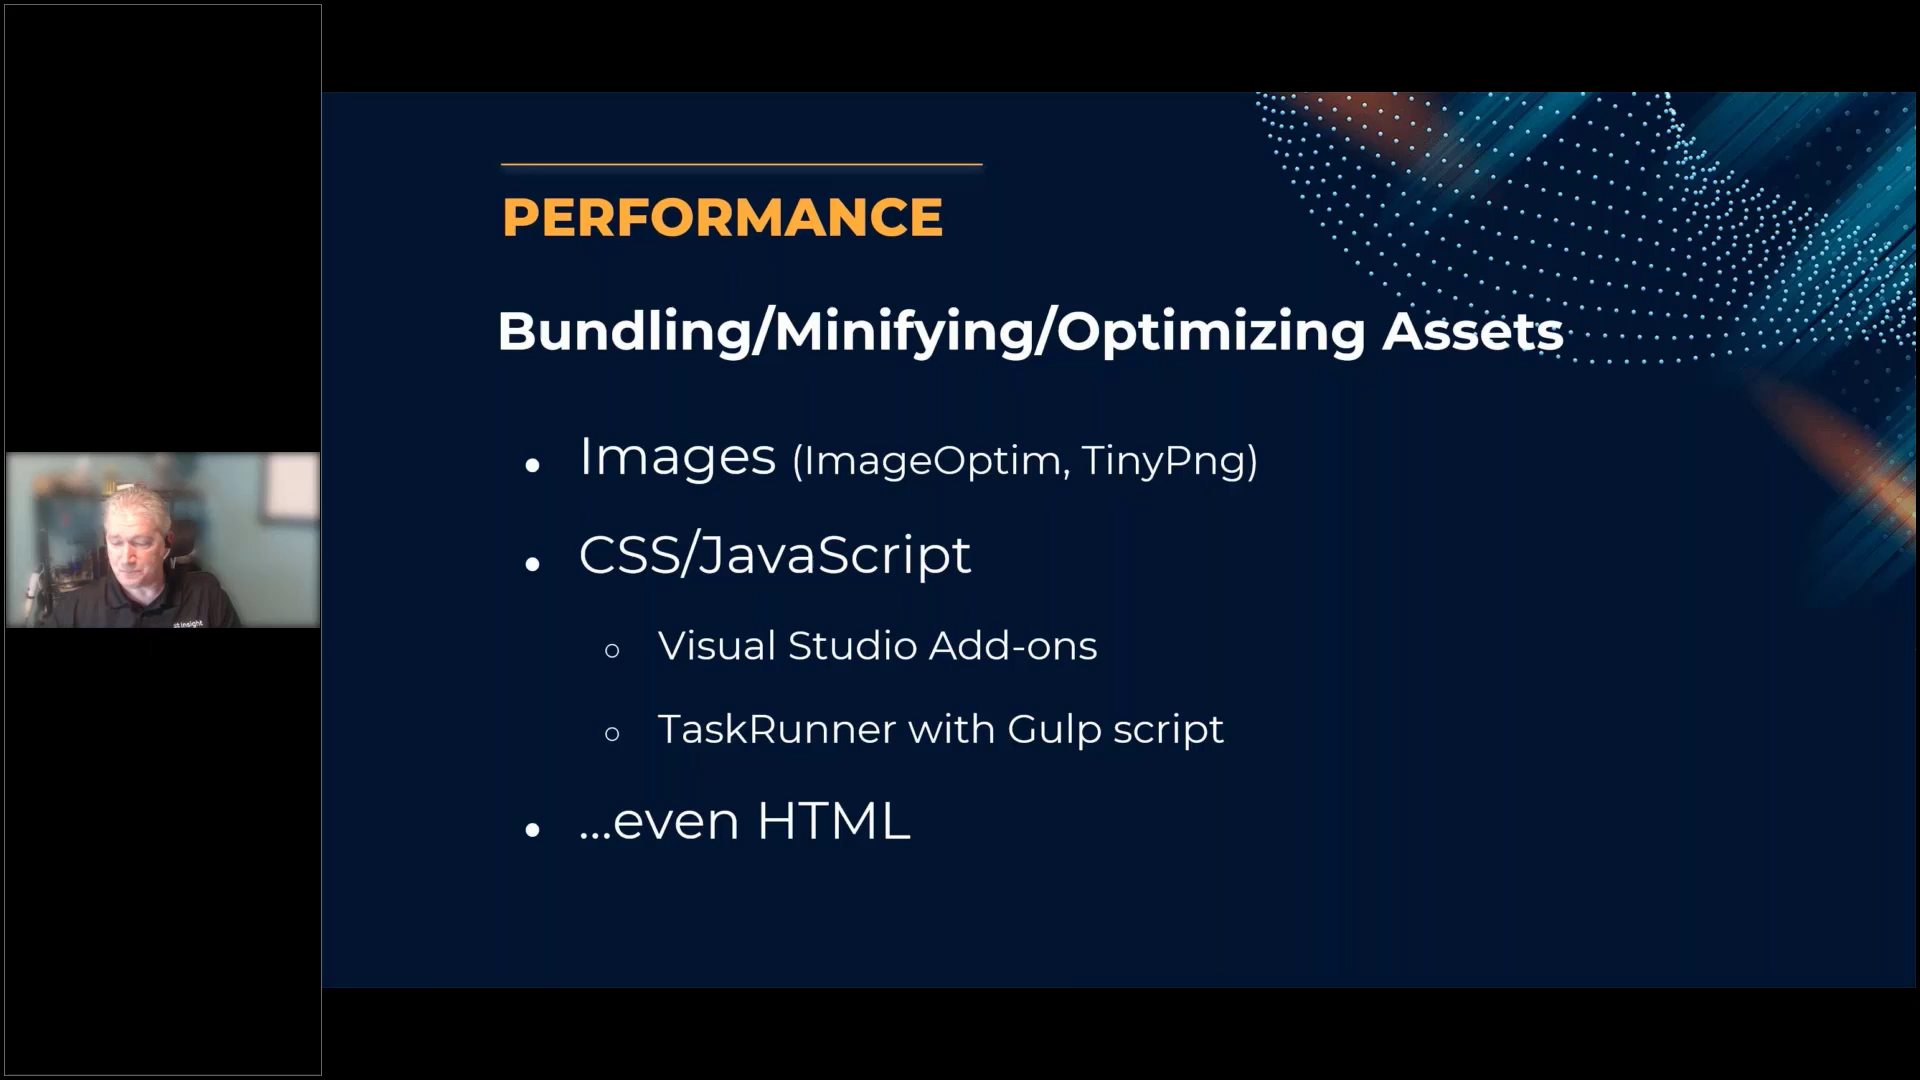 PERFORMANCE
Bundling/Minifying/Optimizing Assets
• Images (ImageOptim, TinyPng)
• CSS/JavaScript
○ Visual Studio Add-ons
○ TaskRunner with Gulp script
• ...even HTML
Insight